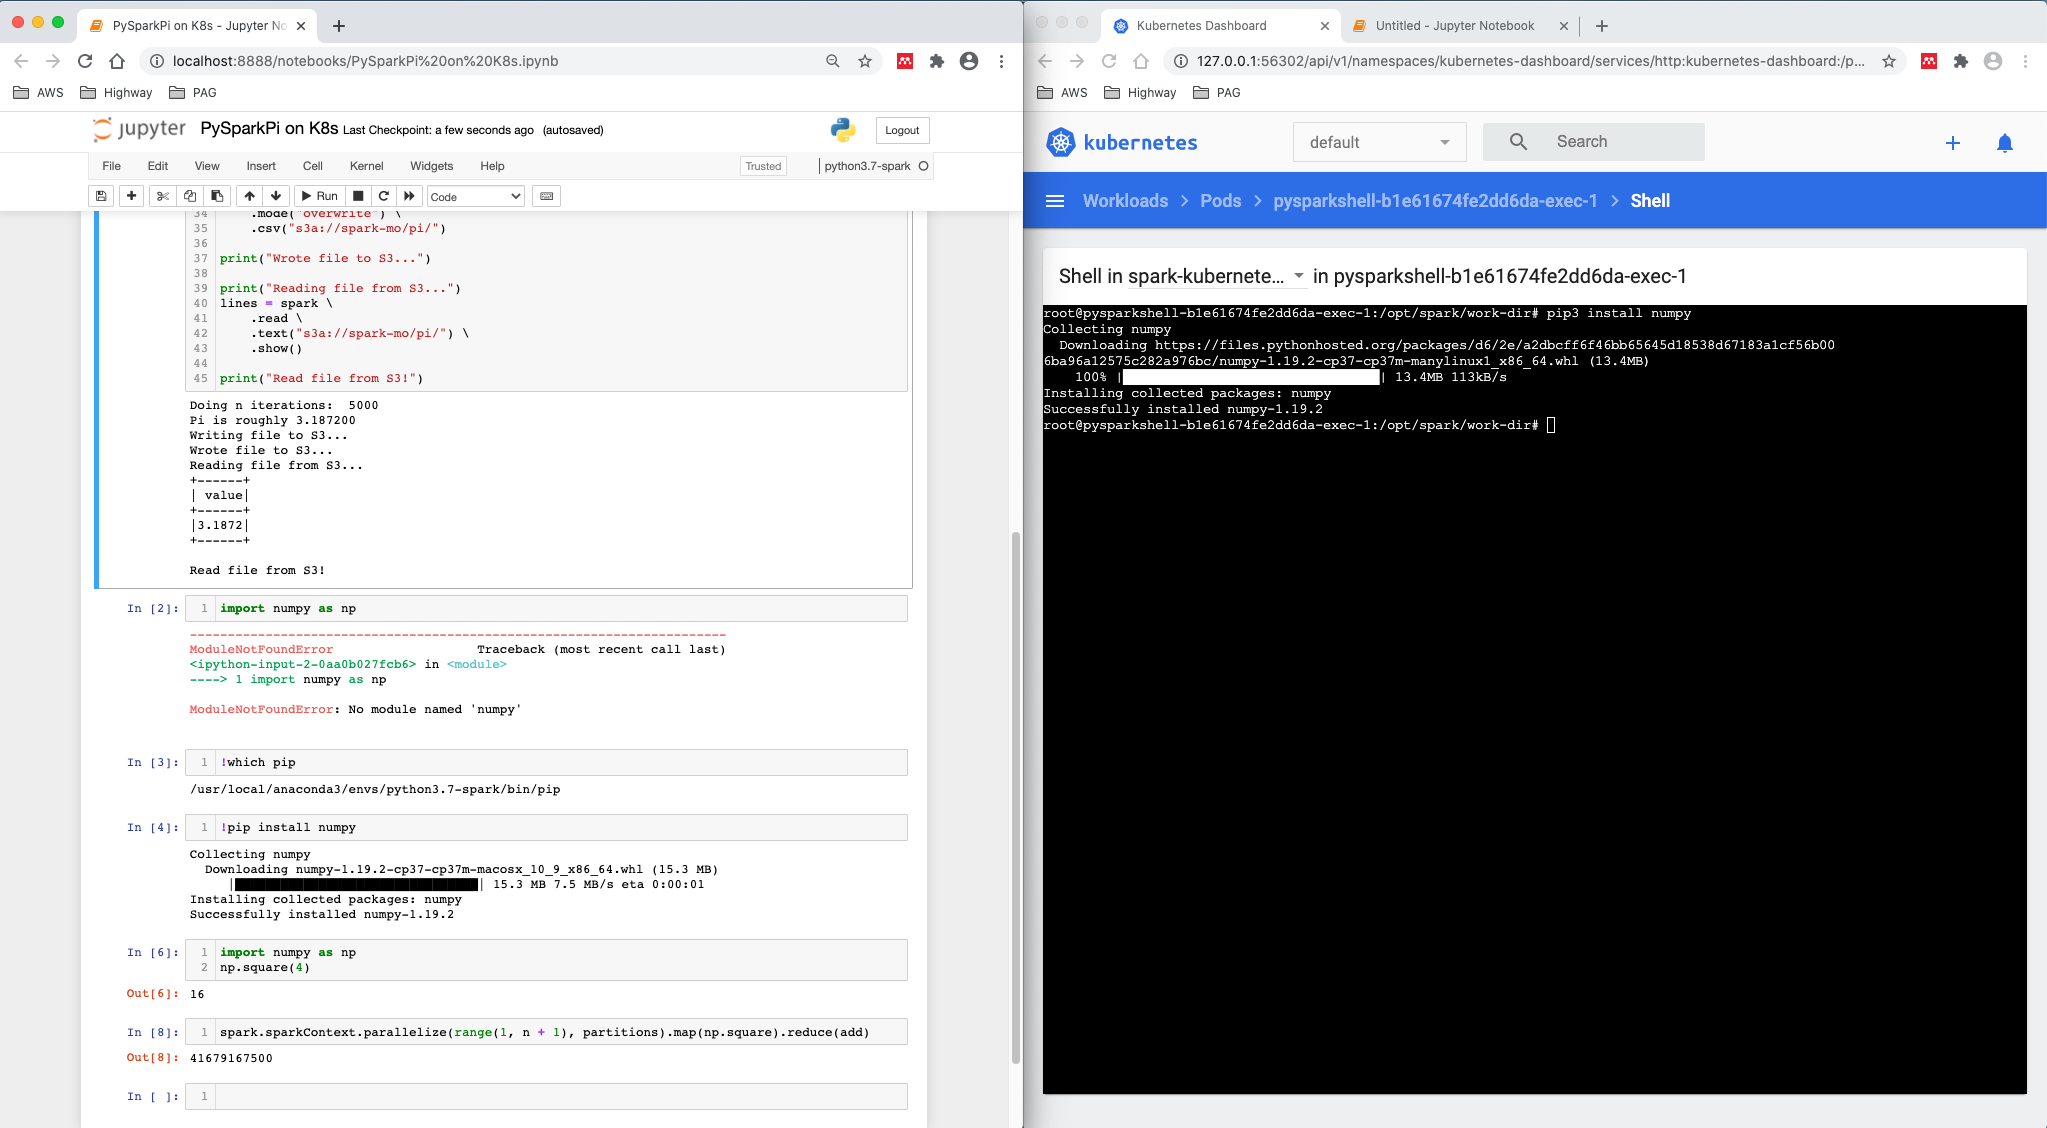 PySparkPi on K8s - Jupyter No
localhost:8888/notebooks/PySparkPi%20on%20K8s.ipynb
AWS Highway PAG
jupyter PySparkPi on K8s Last Checkpoint: a few seconds ago (autosaved)
Logout
File Edit View Insert Cell Kernel Widgets Help
Trusted python3.7-spark
Run Code
34 .mode("overwrite") \
35 .csv("s3a://spark-mo/pi/")
36
37 print("Wrote file to S3...")
38
39 print("Reading file from S3...")
40 lines = spark \
41 .read \
42 .text("s3a://spark-mo/pi/") \
43 .show()
44
45 print("Read file from S3!")
Doing n iterations:  5000
Pi is roughly 3.187200
Writing file to S3...
Wrote file to S3...
Reading file from S3...
+------+
| value|
+------+
|3.1872|
+------+
Read file from S3!
In [2]: 1 import numpy as np
-----------------------------------------------------------------------
ModuleNotFoundError Traceback (most recent call last)
<ipython-input-2-0aa0b027fcb6> in <module>
----> 1 import numpy as np
ModuleNotFoundError: No module named 'numpy'
In [3]: 1 !which pip
/usr/local/anaconda3/envs/python3.7-spark/bin/pip
In [4]: 1 !pip install numpy
Collecting numpy
Downloading numpy-1.19.2-cp37-cp37m-macosx_10_9_x86_64.whl (15.3 MB)
| | 15.3 MB 7.5 MB/s eta 0:00:01
Installing collected packages: numpy
Successfully installed numpy-1.19.2
In [6]: 1 import numpy as np
2 np.square(4)
Out[6]: 16
In [8]: 1 spark.sparkContext.parallelize(range(1, n + 1), partitions).map(np.square).reduce(add)
Out[8]: 41679167500
In [ ]: 1
Kubernetes Dashboard
Untitled - Jupyter Notebook
127.0.0.1:56302/api/v1/namespaces/kubernetes-dashboard/services/http:kubernetes-dashboard:/p...
AWS Highway PAG
kubernetes
default
Search
Workloads > Pods > pysparkshell-b1e61674fe2dd6da-exec-1 > Shell
Shell in spark-kubernete... in pysparkshell-b1e61674fe2dd6da-exec-1
root@pysparkshell-b1e61674fe2dd6da-exec-1:/opt/spark/work-dir# pip3 install numpy
Collecting numpy
Downloading https://files.pythonhosted.org/packages/d6/2e/a2dbcff6f46bb65645d18538d67183a1cf56b00
6ba96a12575c282a976bc/numpy-1.19.2-cp37-cp37m-manylinux1_x86_64.whl (13.4MB)
100% | | 13.4MB 113kB/s
Installing collected packages: numpy
Successfully installed numpy-1.19.2
root@pysparkshell-b1e61674fe2dd6da-exec-1:/opt/spark/work-dir#